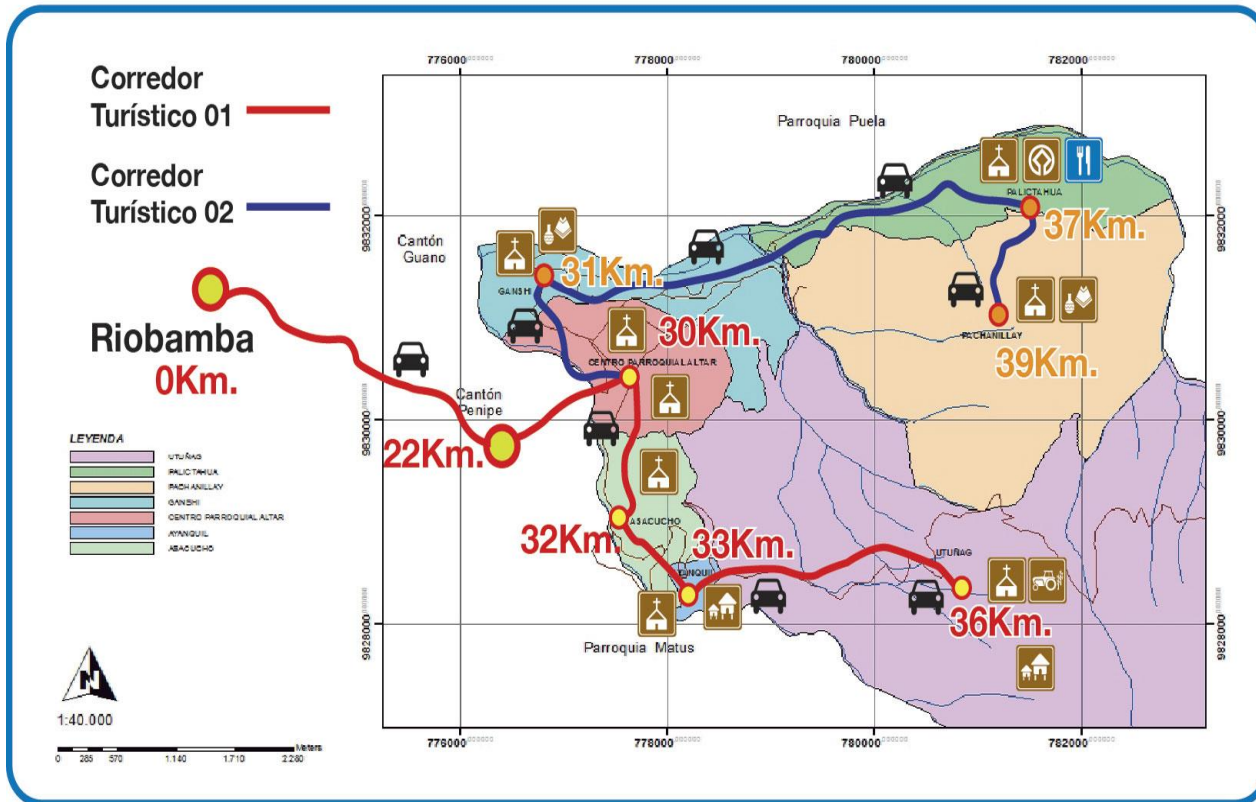 Corredor
Turístico 01
Corredor
Turístico 02
776000
778000
780000
782000
Parroquia Puela
PALICTAHUA
37Km.
9832000
9832000
Cantón
Guano
GANSHI
31Km.
Riobamba
0Km.
30Km.
CENTRO PARROQUIAL ALTAR
PACHANILLAY
39Km.
Cantón
Penipe
22Km.
9830000
9830000
LEYENDA
UTUÑAG
PALICTAHUA
PACHANILLAY
GANSHI
CENTRO PARROQUIAL ALTAR
AYANQUIL
ASACUCHO
ASACUCHO
32Km.
33Km.
UTUÑAG
36Km.
9828000
9828000
Parroquia Matus
N
1:40.000
Meters
0 285 570 1.140 1.710 2.280
776000
778000
780000
782000